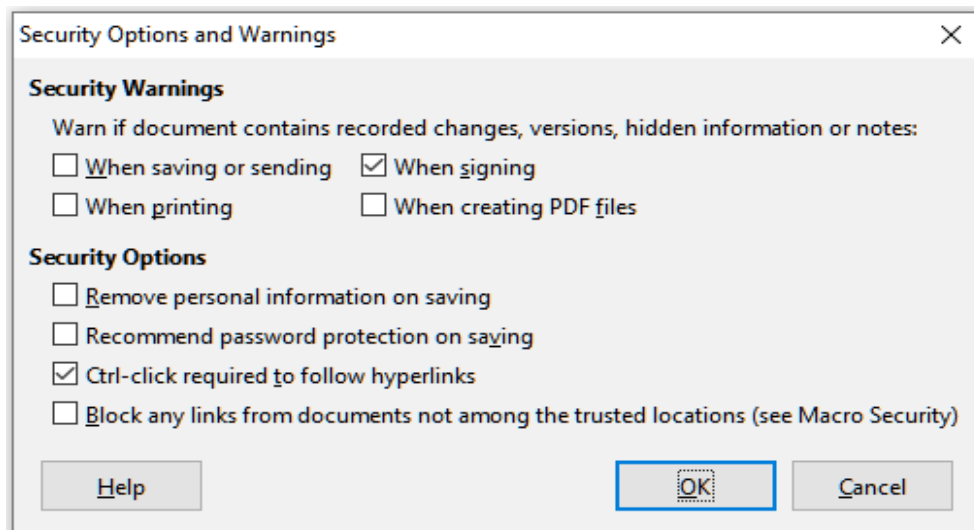 Security Options and Warnings
Security Warnings
Warn if document contains recorded changes, versions, hidden information or notes:
When saving or sending When signing
When printing When creating PDF files
Security Options
Remove personal information on saving
Recommend password protection on saving
Ctrl-click required to follow hyperlinks
Block any links from documents not among the trusted locations (see Macro Security)
Help OK Cancel